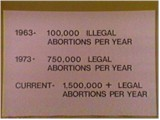 1963- 100,000 ILLEGAL
ABORTIONS PER YEAR
1973- 750,000 LEGAL
ABORTIONS PER YEAR
CURRENT- 1,500,000 + LEGAL
ABORTIONS PER YEAR